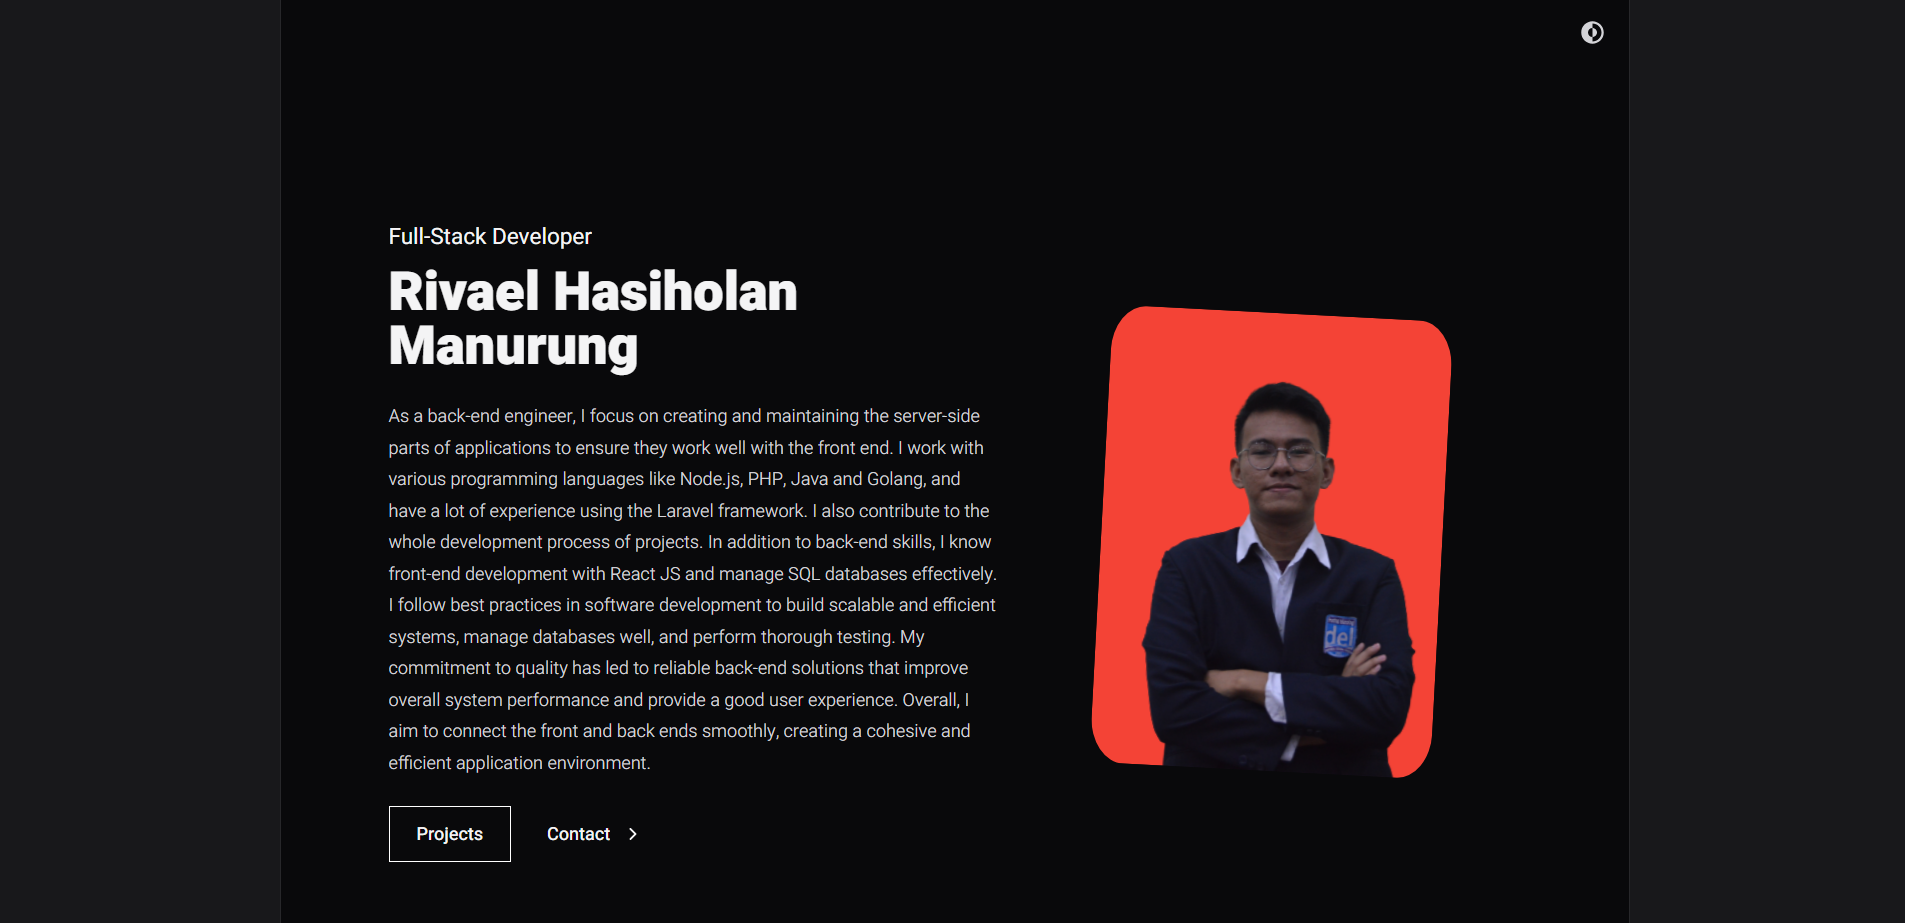 Full-Stack Developer
Rivael Hasiholan
Manurung
As a back-end engineer, I focus on creating and maintaining the server-side
parts of applications to ensure they work well with the front end. I work with
various programming languages like Node.js, PHP, Java and Golang, and
have a lot of experience using the Laravel framework. I also contribute to the
whole development process of projects. In addition to back-end skills, I know
front-end development with React JS and manage SQL databases effectively.
I follow best practices in software development to build scalable and efficient
systems, manage databases well, and perform thorough testing. My
commitment to quality has led to reliable back-end solutions that improve
overall system performance and provide a good user experience. Overall, I
aim to connect the front and back ends smoothly, creating a cohesive and
efficient application environment.
del
Projects
Contact